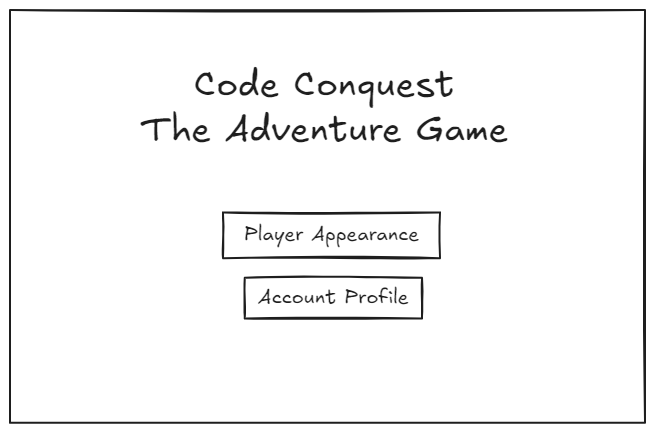 Code Conquest
The Adventure Game
Player Appearance
Account Profile